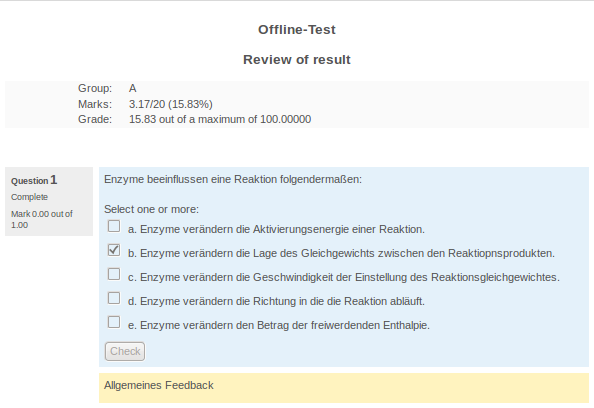 Offline-Test
Review of result
Group: A
Marks: 3.17/20 (15.83%)
Grade: 15.83 out of a maximum of 100.00000
Question 1
Complete
Mark 0.00 out of
1.00
Enzyme beeinflussen eine Reaktion folgendermaßen:
Select one or more:
a. Enzyme verändern die Aktivierungsenergie einer Reaktion.
b. Enzyme verändern die Lage des Gleichgewichts zwischen den Reaktiopnsprodukten.
c. Enzyme verändern die Geschwindigkeit der Einstellung des Reaktionsgleichgewichtes.
d. Enzyme verändern die Richtung in die die Reaktion abläuft.
e. Enzyme verändern den Betrag der freiwerdenden Enthalpie.
Check
Allgemeines Feedback